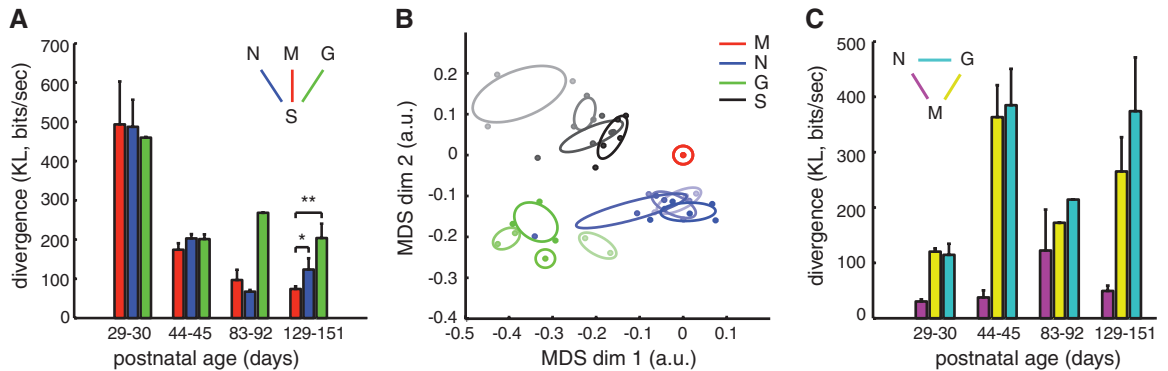 A
divergence (KL, bits/sec)
700
600
500
400
300
200
100
0
N M G
S
**
*
29-30 44-45 83-92 129-151
postnatal age (days)
B
MDS dim 2 (a.u.)
0.2
0.1
0
-0.1
-0.2
-0.3
-0.4
M
N
G
S
-0.5 -0.4 -0.3 -0.2 -0.1 0 0.1
MDS dim 1 (a.u.)
C
divergence (KL, bits/sec)
500
400
300
200
100
0
N G
M
29-30 44-45 83-92 129-151
postnatal age (days)